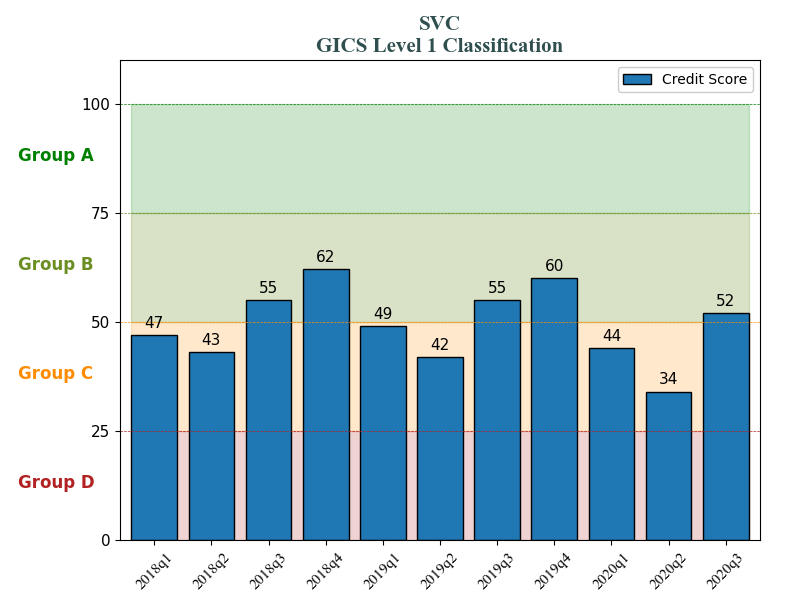 SVC
GICS Level 1 Classification
Credit Score
100
Group A
75
Group B
62
60
55
55
52
50
49
47
44
43
42
34
Group C
25
Group D
0
2018q1
2018q2
2018q3
2018q4
2019q1
2019q2
2019q3
2019q4
2020q1
2020q2
2020q3